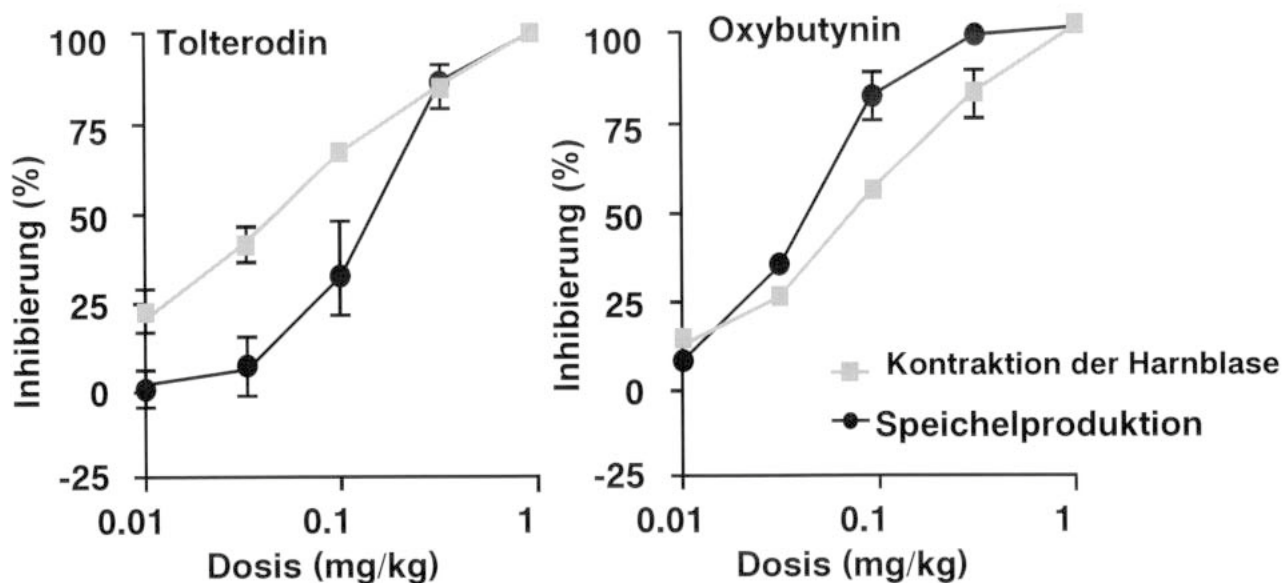 Tolterodin
Inhibierung (%)
100
75
50
25
0
-25
0.01
0.1
1
Dosis (mg/kg)
Oxybutynin
Inhibierung (%)
100
75
50
25
0
-25
0.01
0.1
1
Dosis (mg/kg)
Kontraktion der Harnblase
Speichelproduktion